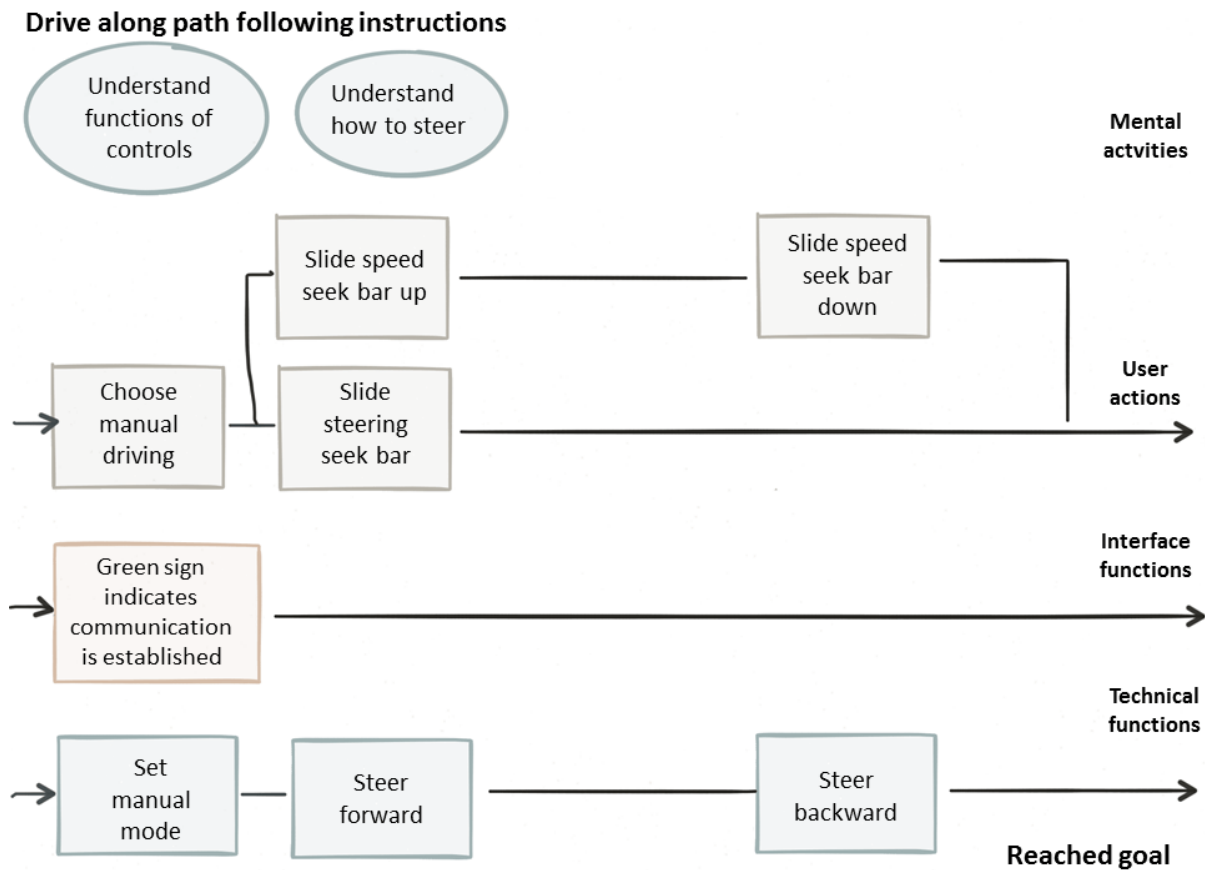 Drive along path following instructions
Understand
functions of
controls
Understand
how to steer
Mental
actvities
Slide speed
seek bar up
Slide speed
seek bar
down
Choose
manual
driving
Slide
steering
seek bar
User
actions
Green sign
indicates
communication
is established
Interface
functions
Technical
functions
Set
manual
mode
Steer
forward
Steer
backward
Reached goal